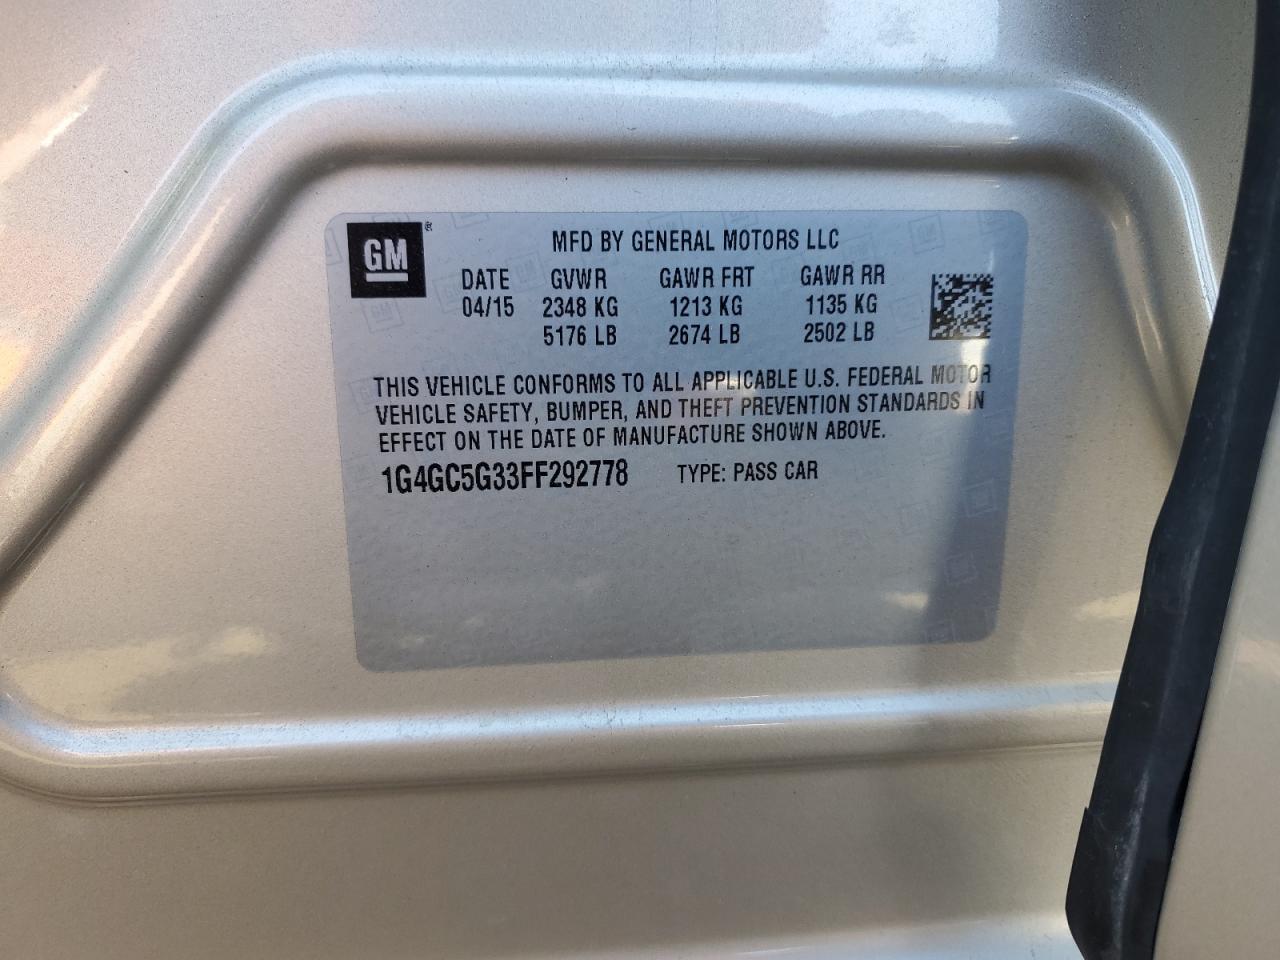 GM ®
MFD BY GENERAL MOTORS LLC
DATE GVWR GAWR FRT GAWR RR
04/15 2348 KG 1213 KG 1135 KG
5176 LB 2674 LB 2502 LB
THIS VEHICLE CONFORMS TO ALL APPLICABLE U.S. FEDERAL MOTOR
VEHICLE SAFETY, BUMPER, AND THEFT PREVENTION STANDARDS IN
EFFECT ON THE DATE OF MANUFACTURE SHOWN ABOVE.
1G4GC5G33FF292778 TYPE: PASS CAR